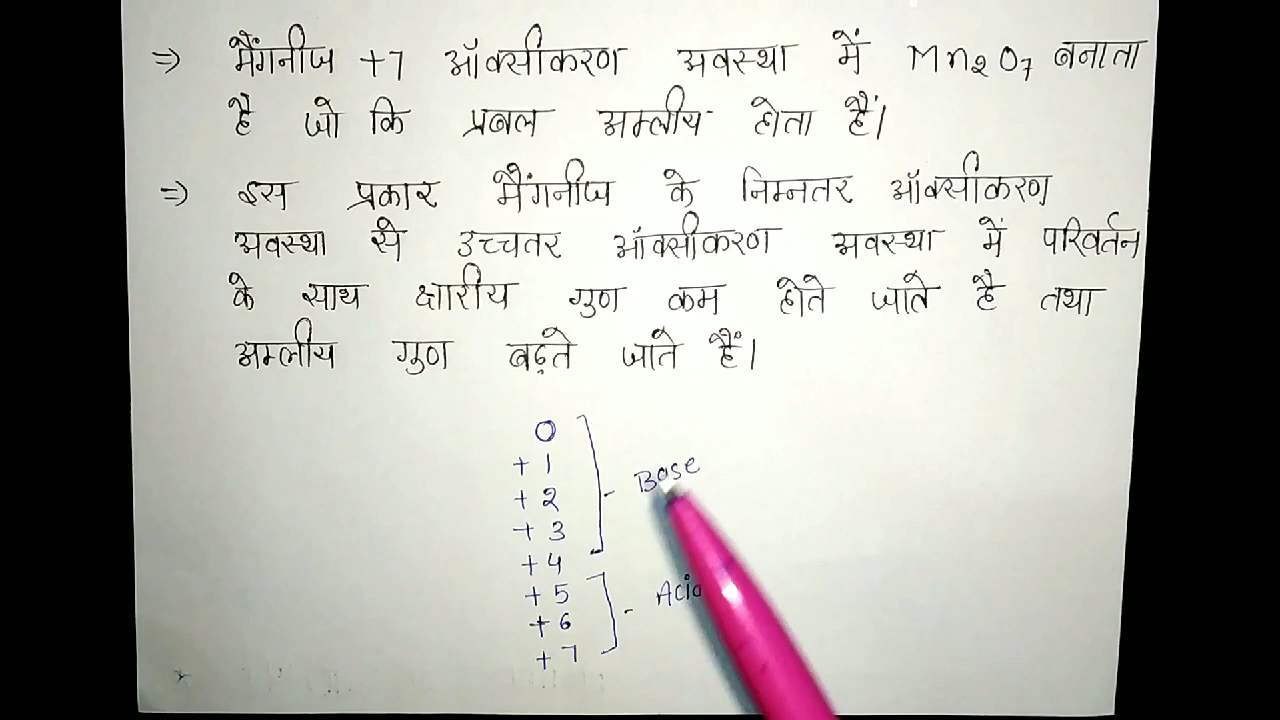 ⇒ मैंगनीज +7 ऑक्सीकरण अवस्था में Mn₂O₇ बनाता
है जो कि प्रबल अम्लीय होता हैं।
⇒ इस प्रकार मैंगनीज के निम्नतर ऑक्सीकरण
अवस्था से उच्चतर ऑक्सीकरण अवस्था में परिवर्तन
के साथ क्षारीय गुण कम होते जाते है तथा
अम्लीय गुण बढ़ते जाते हैं।
0
+1
+2 - Base
+3
+4
+5 - Acid
+6
+7